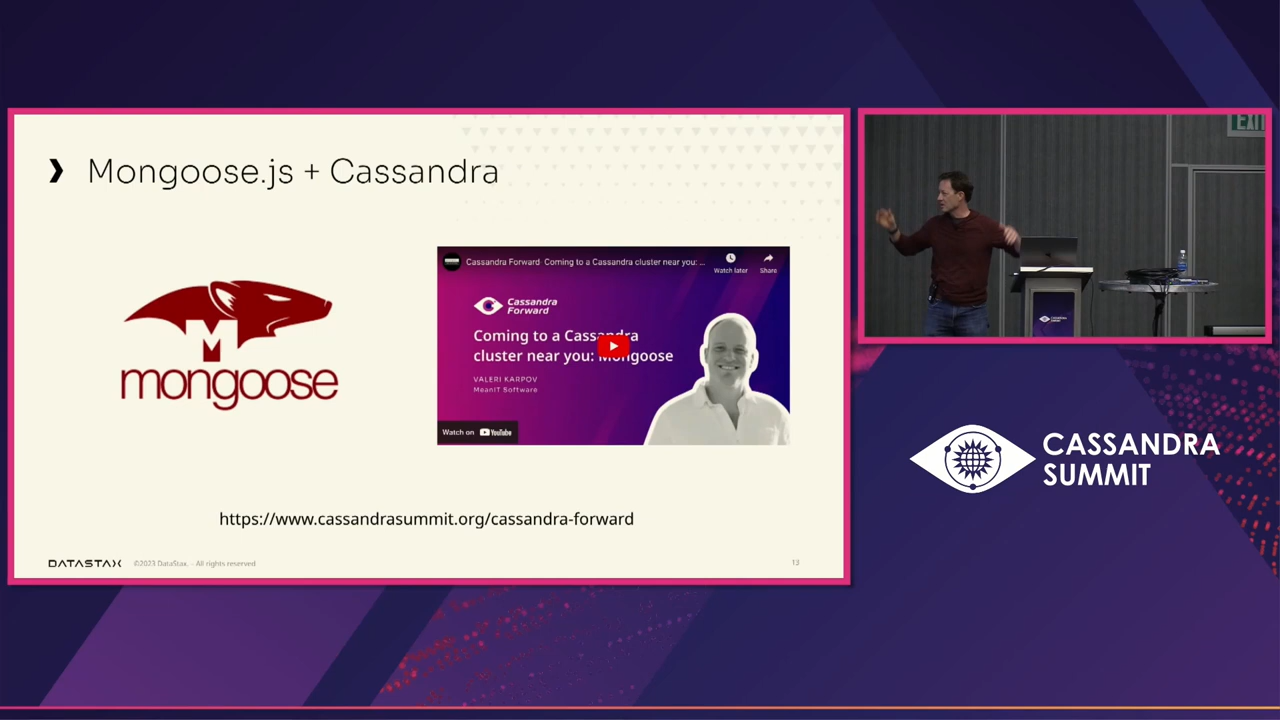 ❯ Mongoose.js + Cassandra
M
mongoose
Cassandra Forward: Coming to a Cassandra cluster near you: ...
Watch later
Share
Cassandra
Forward
Coming to a Cassandra
cluster near you: Mongoose
VALERI KARPOV
MeanIT Software
Watch on YouTube
https://www.cassandrasummit.org/cassandra-forward
DATASTAX ©2023 DataStax. - All rights reserved
13
EXIT
CASSANDRA
SUMMIT